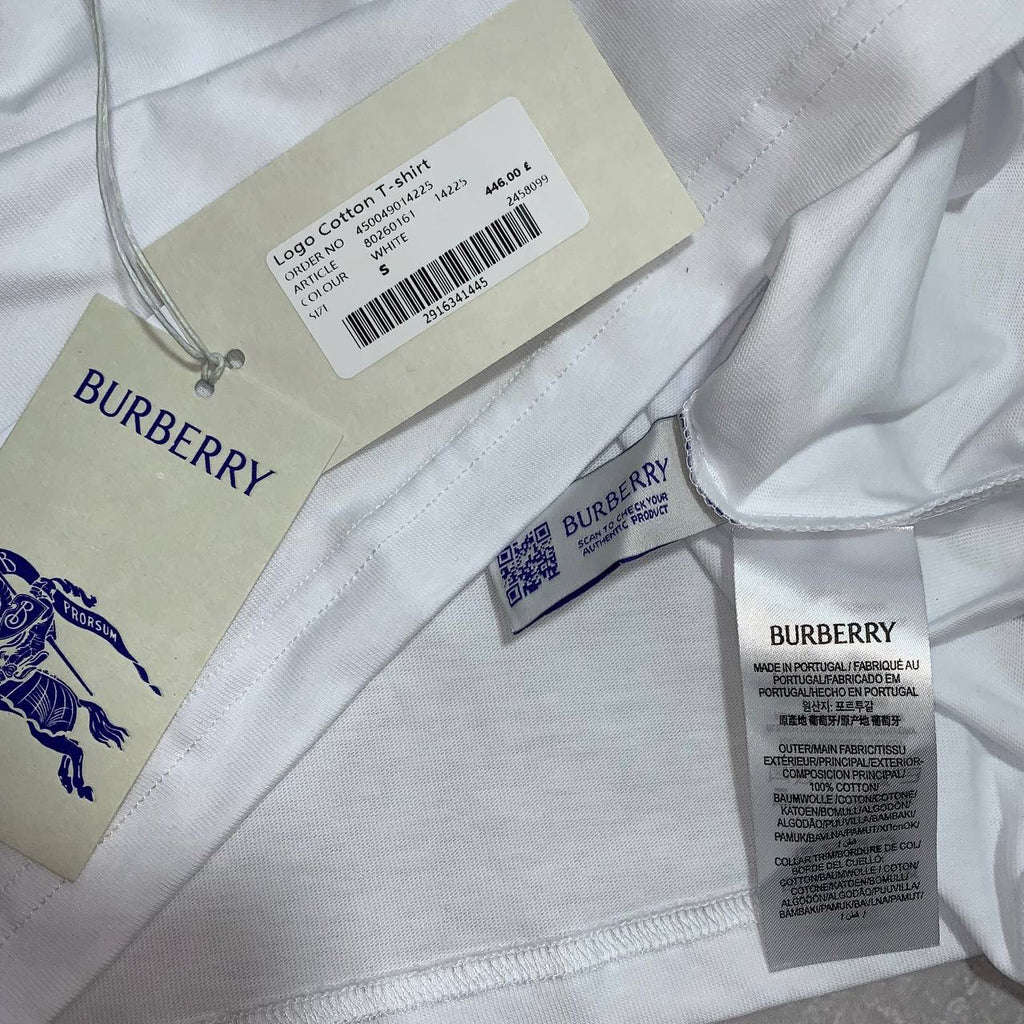 Logo Cotton T-shirt
ORDER NO 450049014225 446.00 £
ARTICLE 80260161 14225
COLOUR WHITE 2458099
S
2916341445
BURBERRY
B
PRORSUM
BURBERRY
SCAN TO CHECK YOUR
AUTHENTIC PRODUCT
BURBERRY
MADE IN PORTUGAL / FABRIQUÉ AU
PORTUGAL/FABRICADO EM
PORTUGAL/HECHO EN PORTUGAL
원산지: 포르투갈
原產地 葡萄牙/原产地 葡萄牙
OUTER/MAIN FABRIC/TISSU
EXTÉRIEUR/PRINCIPAL/EXTERIOR-
COMPOSICION PRINCIPAL/
100% COTTON/
BAUMWOLLE /COTON/COTONE/
KATOEN/BOMULL/ALGODÓN/
ALGODÃO/PUUVILLA/BAMBAKI/
PAMUK/BAVLNA/PAMUT/
COLLAR TRIM/BORDURE DE COL/
BORDE DEL CUELLO:
COTTON/BAUMWOLLE / COTON/
COTONE/KATOEN/BOMULL/
ALGODÓN/ALGODÃO/PUUVILLA/
BAMBAKI/PAMUK/BAVLNA/PAMUT/
/ قطن /